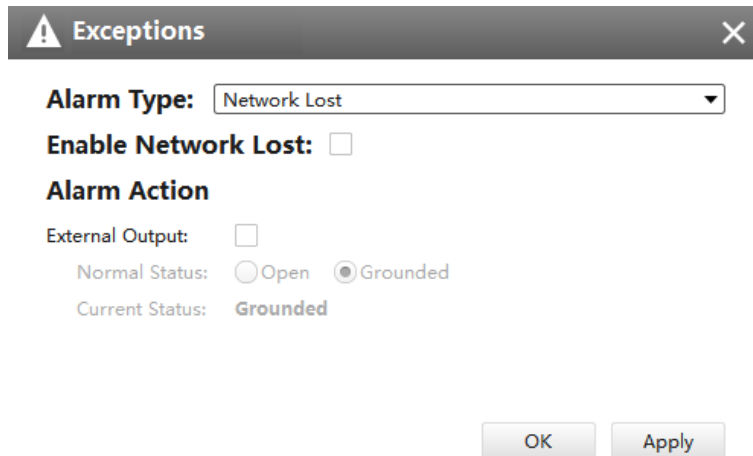 Exceptions
Alarm Type: Network Lost
Enable Network Lost:
Alarm Action
External Output:
Normal Status: Open Grounded
Current Status: Grounded
OK Apply